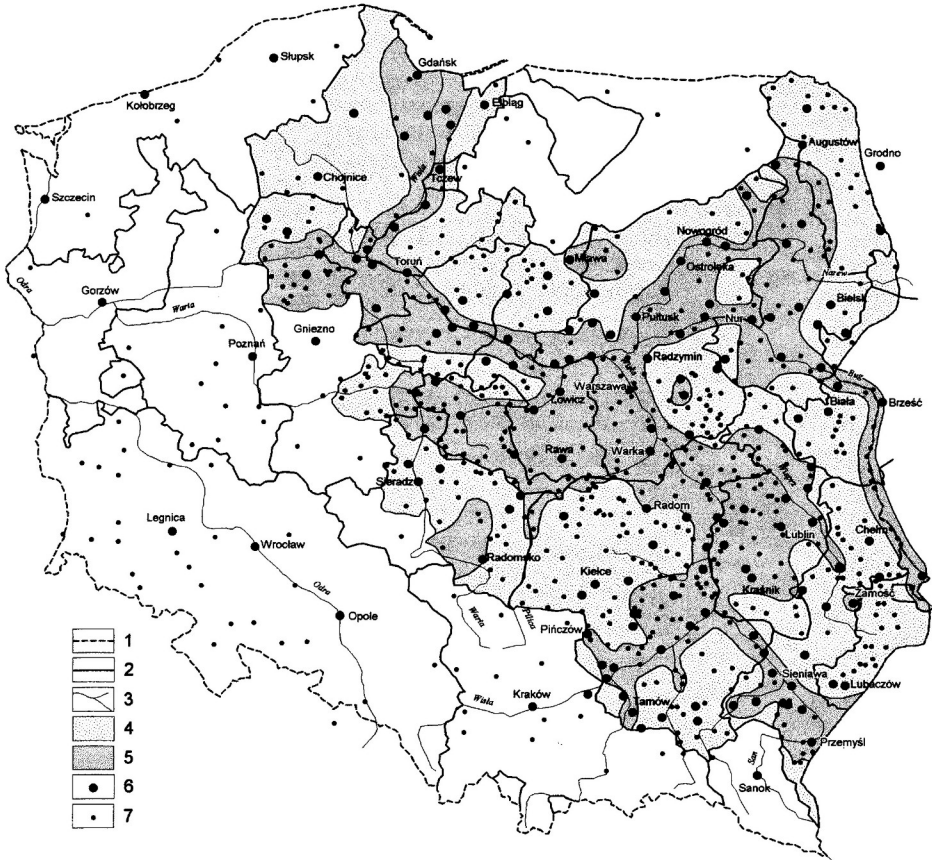 Słupsk
Gdańsk
Kołobrzeg
Elbląg
Augustów
Grodno
Chojnice
Tczew
Wisła
Szczecin
Nowogród
Mława
Ostrołęka
Toruń
Narew
Odra
Gorzów
Bielsk
Warta
Pułtusk
Nur
Gniezno
Poznań
Radzymin
Bug
Warszawa
Łowicz
Biała
Brześć
Rawa
Warka
Wieprz
Sieradz
Radom
Legnica
Lublin
Chełm
Wrocław
Radomsko
Kielce
Kraśnik
Zamość
Odra
Opole
Warta
Pilica
Pińczów
1
2
3
Sieniawa
Lubaczów
Wisła
Kraków
Tarnów
4
5
Przemyśl
San
6
Sanok
7